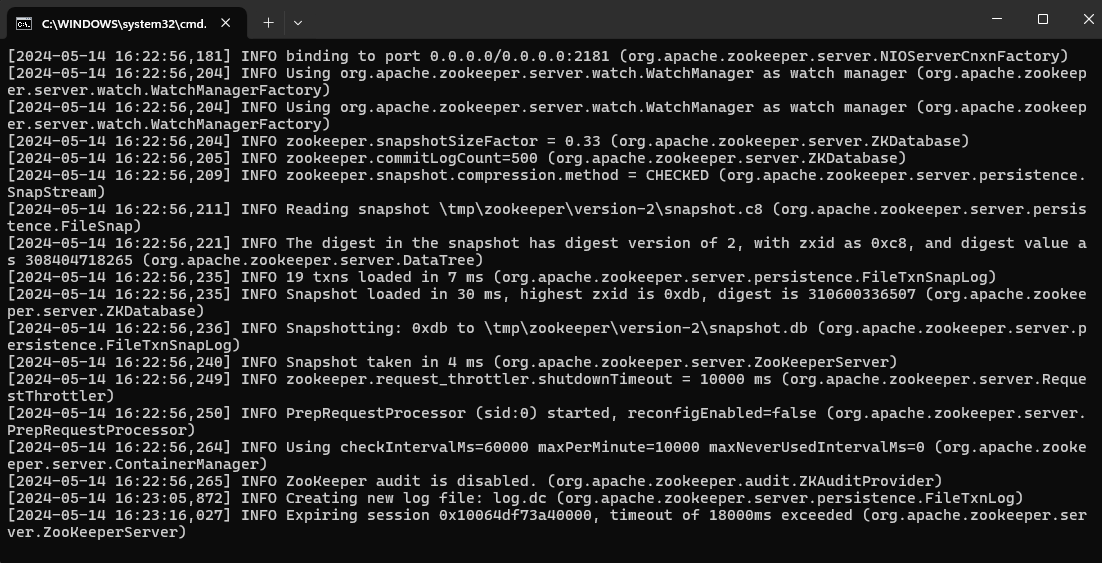 C:\WINDOWS\system32\cmd.
[2024-05-14 16:22:56,181] INFO binding to port 0.0.0.0/0.0.0.0:2181 (org.apache.zookeeper.server.NIOServerCnxnFactory)
[2024-05-14 16:22:56,204] INFO Using org.apache.zookeeper.server.watch.WatchManager as watch manager (org.apache.zookeep
er.server.watch.WatchManagerFactory)
[2024-05-14 16:22:56,204] INFO Using org.apache.zookeeper.server.watch.WatchManager as watch manager (org.apache.zookeep
er.server.watch.WatchManagerFactory)
[2024-05-14 16:22:56,204] INFO zookeeper.snapshotSizeFactor = 0.33 (org.apache.zookeeper.server.ZKDatabase)
[2024-05-14 16:22:56,205] INFO zookeeper.commitLogCount=500 (org.apache.zookeeper.server.ZKDatabase)
[2024-05-14 16:22:56,209] INFO zookeeper.snapshot.compression.method = CHECKED (org.apache.zookeeper.server.persistence.
SnapStream)
[2024-05-14 16:22:56,211] INFO Reading snapshot \tmp\zookeeper\version-2\snapshot.c8 (org.apache.zookeeper.server.persis
tence.FileSnap)
[2024-05-14 16:22:56,221] INFO The digest in the snapshot has digest version of 2, with zxid as 0xc8, and digest value a
s 308404718265 (org.apache.zookeeper.server.DataTree)
[2024-05-14 16:22:56,235] INFO 19 txns loaded in 7 ms (org.apache.zookeeper.server.persistence.FileTxnSnapLog)
[2024-05-14 16:22:56,235] INFO Snapshot loaded in 30 ms, highest zxid is 0xdb, digest is 310600336507 (org.apache.zookee
per.server.ZKDatabase)
[2024-05-14 16:22:56,236] INFO Snapshotting: 0xdb to \tmp\zookeeper\version-2\snapshot.db (org.apache.zookeeper.server.p
ersistence.FileTxnSnapLog)
[2024-05-14 16:22:56,240] INFO Snapshot taken in 4 ms (org.apache.zookeeper.server.ZooKeeperServer)
[2024-05-14 16:22:56,249] INFO zookeeper.request_throttler.shutdownTimeout = 10000 ms (org.apache.zookeeper.server.Reque
stThrottler)
[2024-05-14 16:22:56,250] INFO PrepRequestProcessor (sid:0) started, reconfigEnabled=false (org.apache.zookeeper.server.
PrepRequestProcessor)
[2024-05-14 16:22:56,264] INFO Using checkIntervalMs=60000 maxPerMinute=10000 maxNeverUsedIntervalMs=0 (org.apache.zooke
eper.server.ContainerManager)
[2024-05-14 16:22:56,265] INFO ZooKeeper audit is disabled. (org.apache.zookeeper.audit.ZKAuditProvider)
[2024-05-14 16:23:05,872] INFO Creating new log file: log.dc (org.apache.zookeeper.server.persistence.FileTxnLog)
[2024-05-14 16:23:16,027] INFO Expiring session 0x10064df73a40000, timeout of 18000ms exceeded (org.apache.zookeeper.ser
ver.ZooKeeperServer)